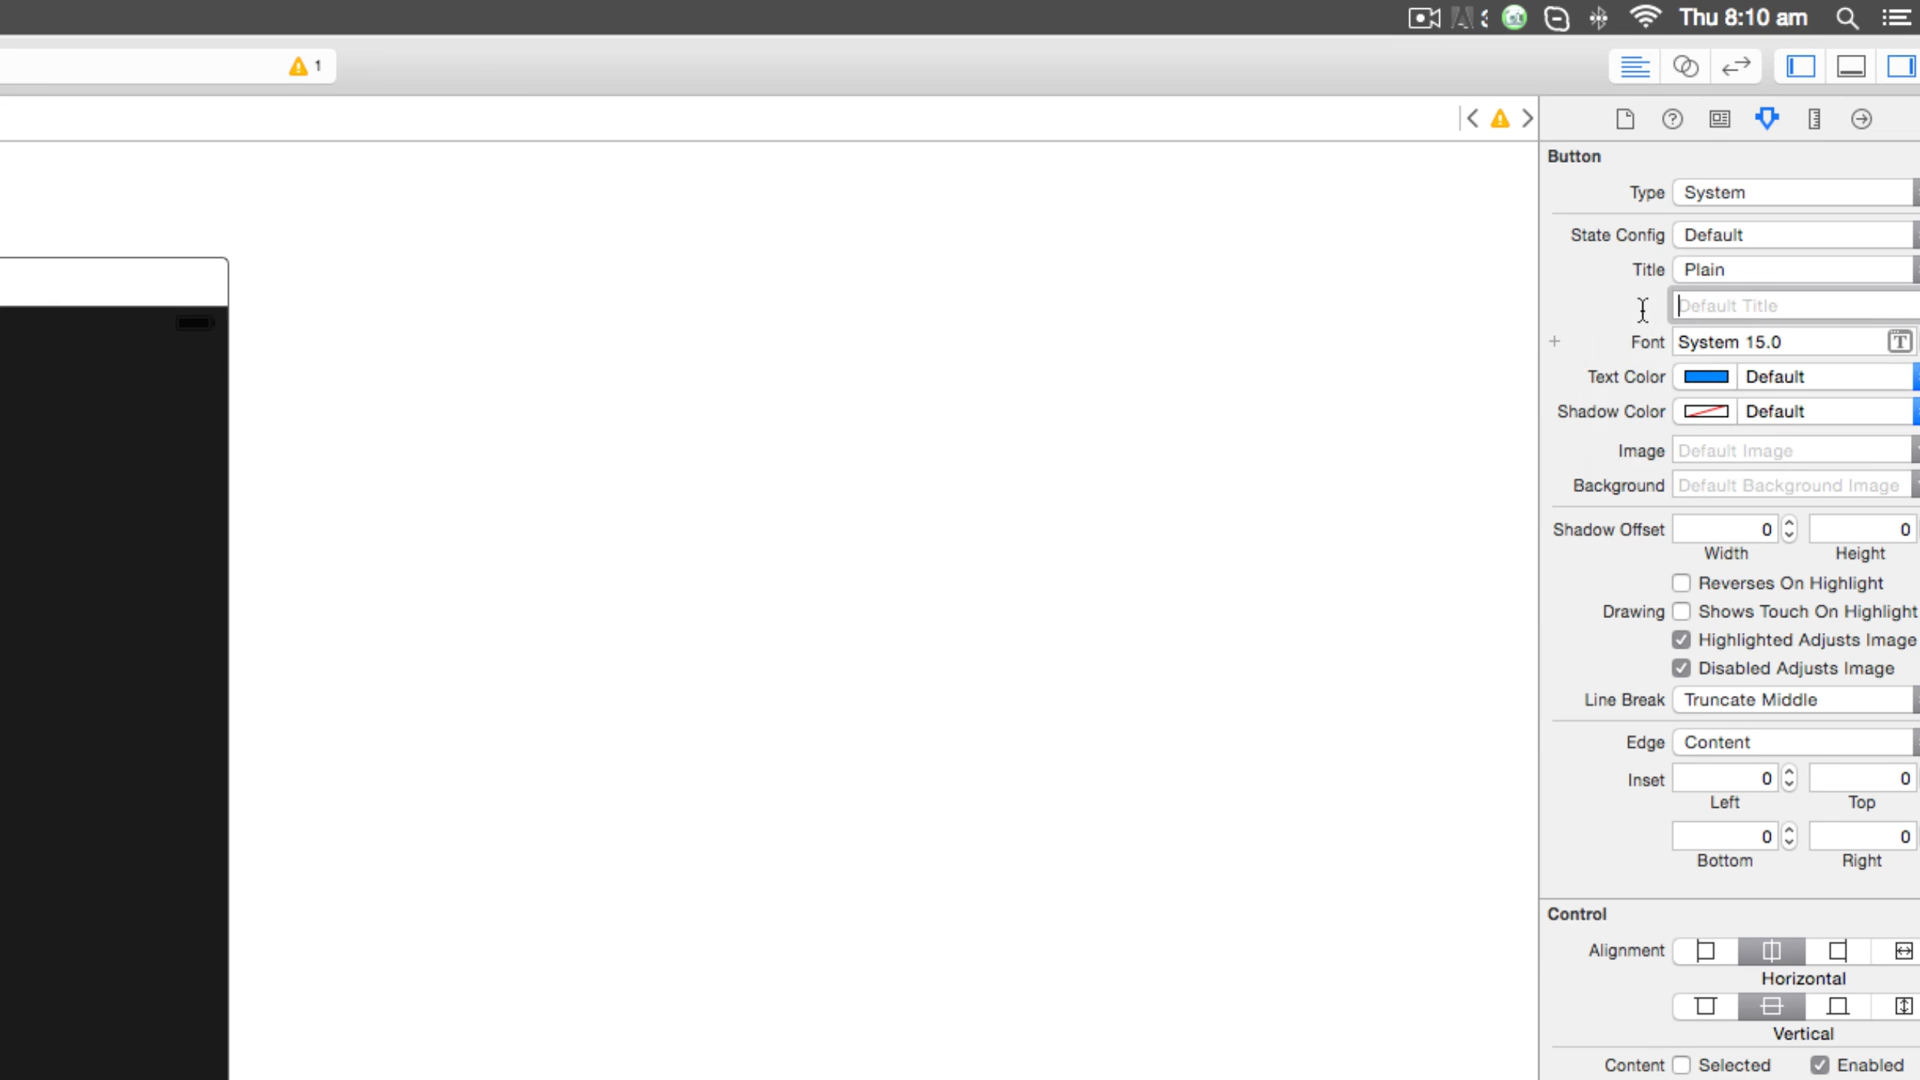 Thu 8:10 am
1
Button
Type System
State Config Default
Title Plain
Default Title
+ Font System 15.0 T
Text Color Default
Shadow Color Default
Image Default Image
Background Default Background Image
Shadow Offset 0 0
Width Height
Reverses On Highlight
Drawing Shows Touch On Highlight
Highlighted Adjusts Image
Disabled Adjusts Image
Line Break Truncate Middle
Edge Content
Inset 0 0
Left Top
0 0
Bottom Right
Control
Alignment
Horizontal
Vertical
Content Selected Enabled